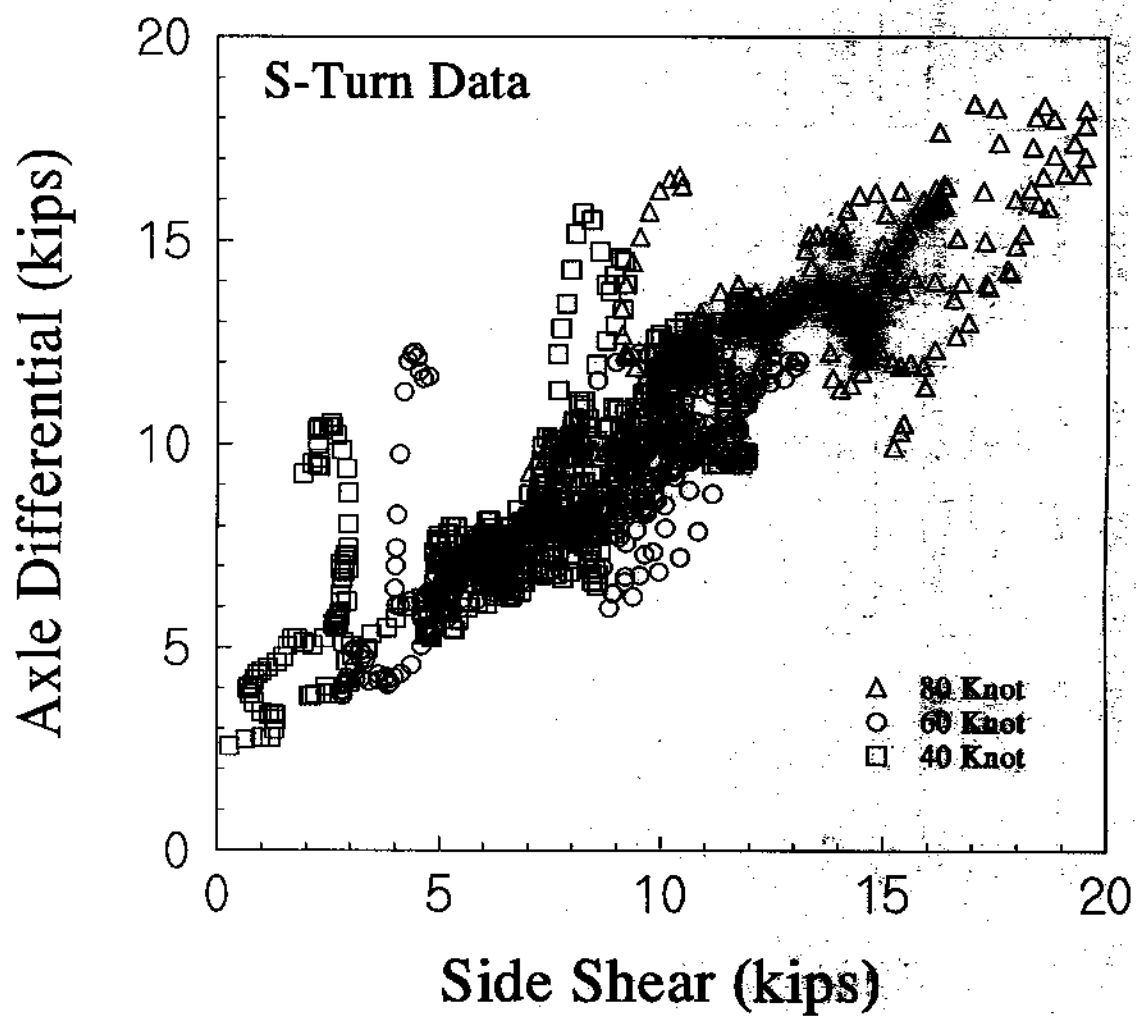 20
S-Turn Data
15
10
5
0
Axle Differential (kips)
80 Knot
60 Knot
40 Knot
0 5 10 15 20
Side Shear (kips)